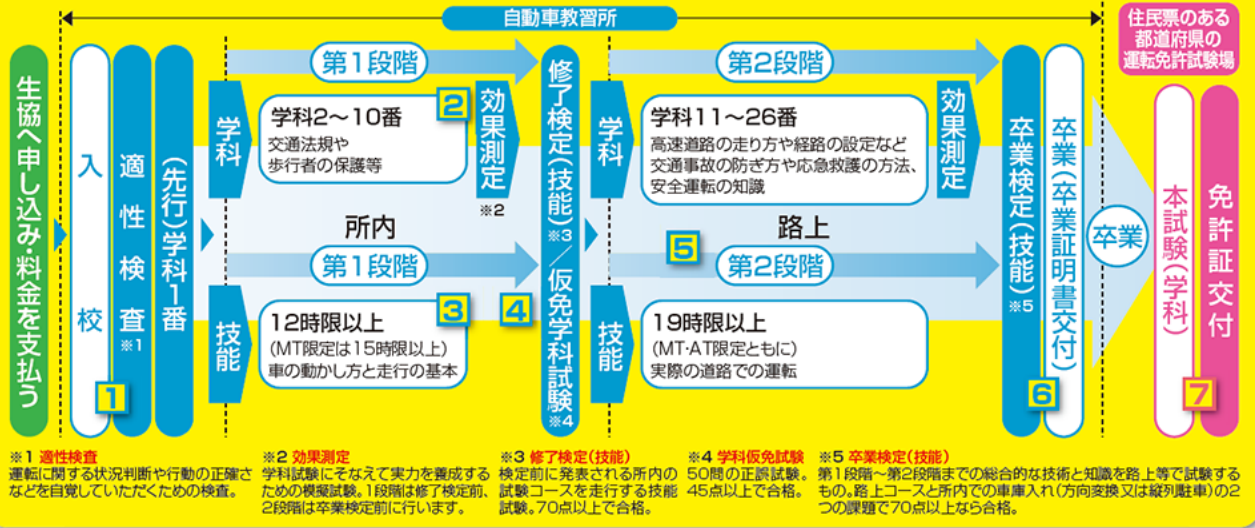 自動車教習所
住民票のある
都道府県の
運転免許試験場
生協へ申し込み・料金を支払う
入校
1
適性検査※1
(先行)学科1番
第1段階
学科
学科2〜10番
交通法規や
歩行者の保護等
2
効果測定
※2
所内
第1段階
技能
12時限以上
(MT限定は15時限以上)
車の動かし方と走行の基本
3
4
修了検定(技能)※3/仮免学科試験※4
第2段階
学科
学科11〜26番
高速道路の走り方や経路の設定など
交通事故の防ぎ方や応急救護の方法、
安全運転の知識
効果測定
路上
5
第2段階
技能
19時限以上
(MT・AT限定ともに)
実際の道路での運転
卒業検定(技能)※5
卒業(卒業証明書交付)
6
卒業
本試験(学科)
免許証交付
7
※1 適性検査
運転に関する状況判断や行動の正確さ
などを自覚していただくための検査。
※2 効果測定
学科試験にそなえて実力を養成する
ための模擬試験。1段階は修了検定前、
2段階は卒業検定前に行います。
※3 修了検定(技能)
検定前に発表される所内の
試験コースを走行する技能
試験。70点以上で合格。
※4 学科仮免試験
50問の正誤試験。
45点以上で合格。
※5 卒業検定(技能)
第1段階〜第2段階までの総合的な技術と知識を路上等で試験する
もの。路上コースと所内での車庫入れ(方向変換又は縦列駐車)の2
つの課題で70点以上なら合格。